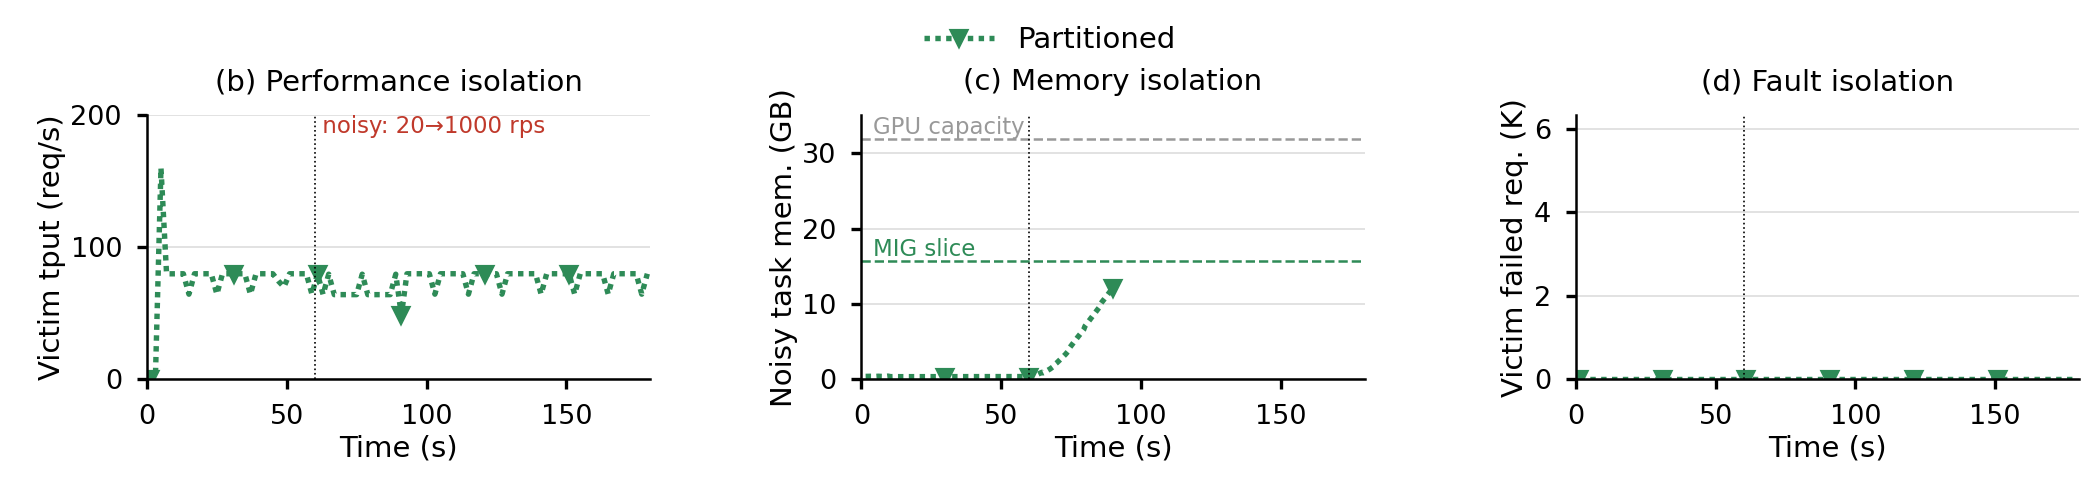 Partitioned
(b) Performance isolation
Victim tput (req/s)
200
100
0
noisy: 20→1000 rps
0 50 100 150
Time (s)
(c) Memory isolation
Noisy task mem. (GB)
30
20
10
0
GPU capacity
MIG slice
0 50 100 150
Time (s)
(d) Fault isolation
Victim failed req. (K)
6
4
2
0
0 50 100 150
Time (s)